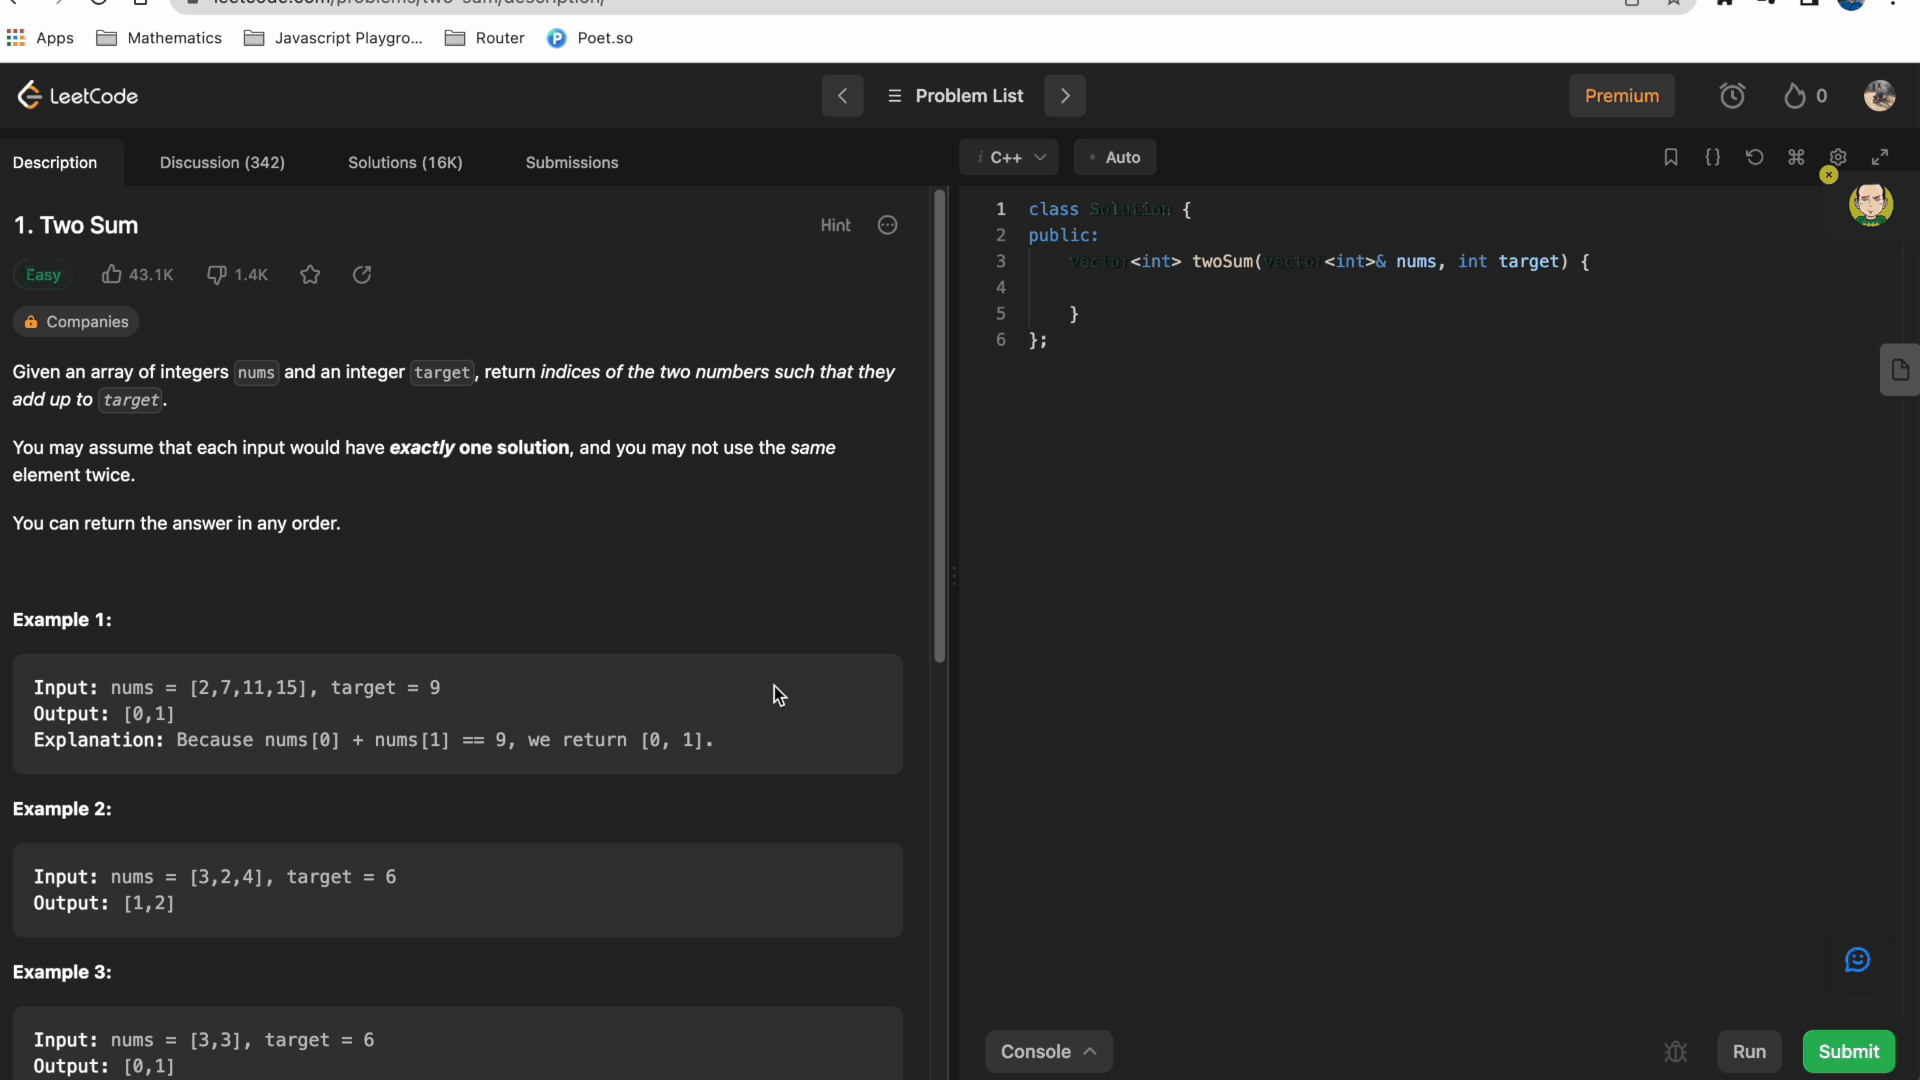 leetcode.com/problems/two-sum/description/
Apps Mathematics Javascript Playgro... Router Poet.so
LeetCode Problem List Premium 0
Description Discussion (342) Solutions (16K) Submissions
i C++ Auto
1. Two Sum Hint
Easy 43.1K 1.4K
Companies
Given an array of integers nums and an integer target, return indices of the two numbers such that they
add up to target.
You may assume that each input would have exactly one solution, and you may not use the same
element twice.
You can return the answer in any order.
Example 1:
Input: nums = [2,7,11,15], target = 9
Output: [0,1]
Explanation: Because nums[0] + nums[1] == 9, we return [0, 1].
Example 2:
Input: nums = [3,2,4], target = 6
Output: [1,2]
Example 3:
Input: nums = [3,3], target = 6
Output: [0,1]
1 class Solution {
2 public:
3 vector<int> twoSum(vector<int>& nums, int target) {
4
5 }
6 };
Console Run Submit